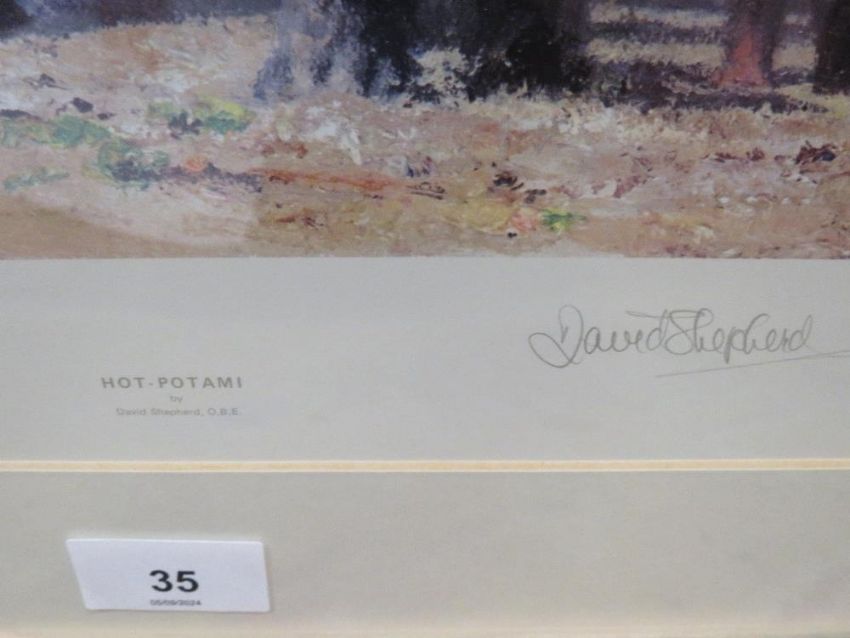 David Shepherd
HOT-POTAMI
by
David Shepherd, O.B.E.
35
05/09/2024